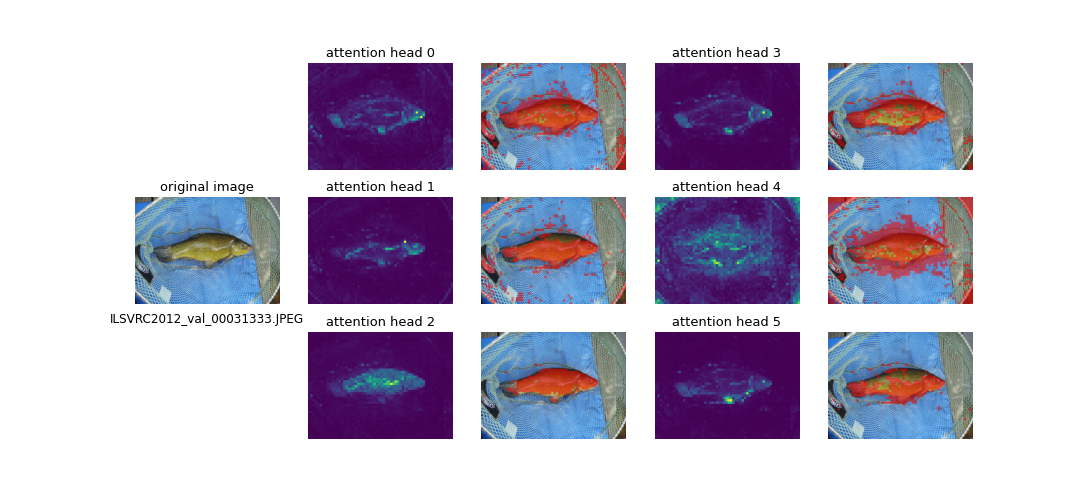 attention head 0
attention head 3
original image
attention head 1
attention head 4
ILSVRC2012_val_00031333.JPEG
attention head 2
attention head 5